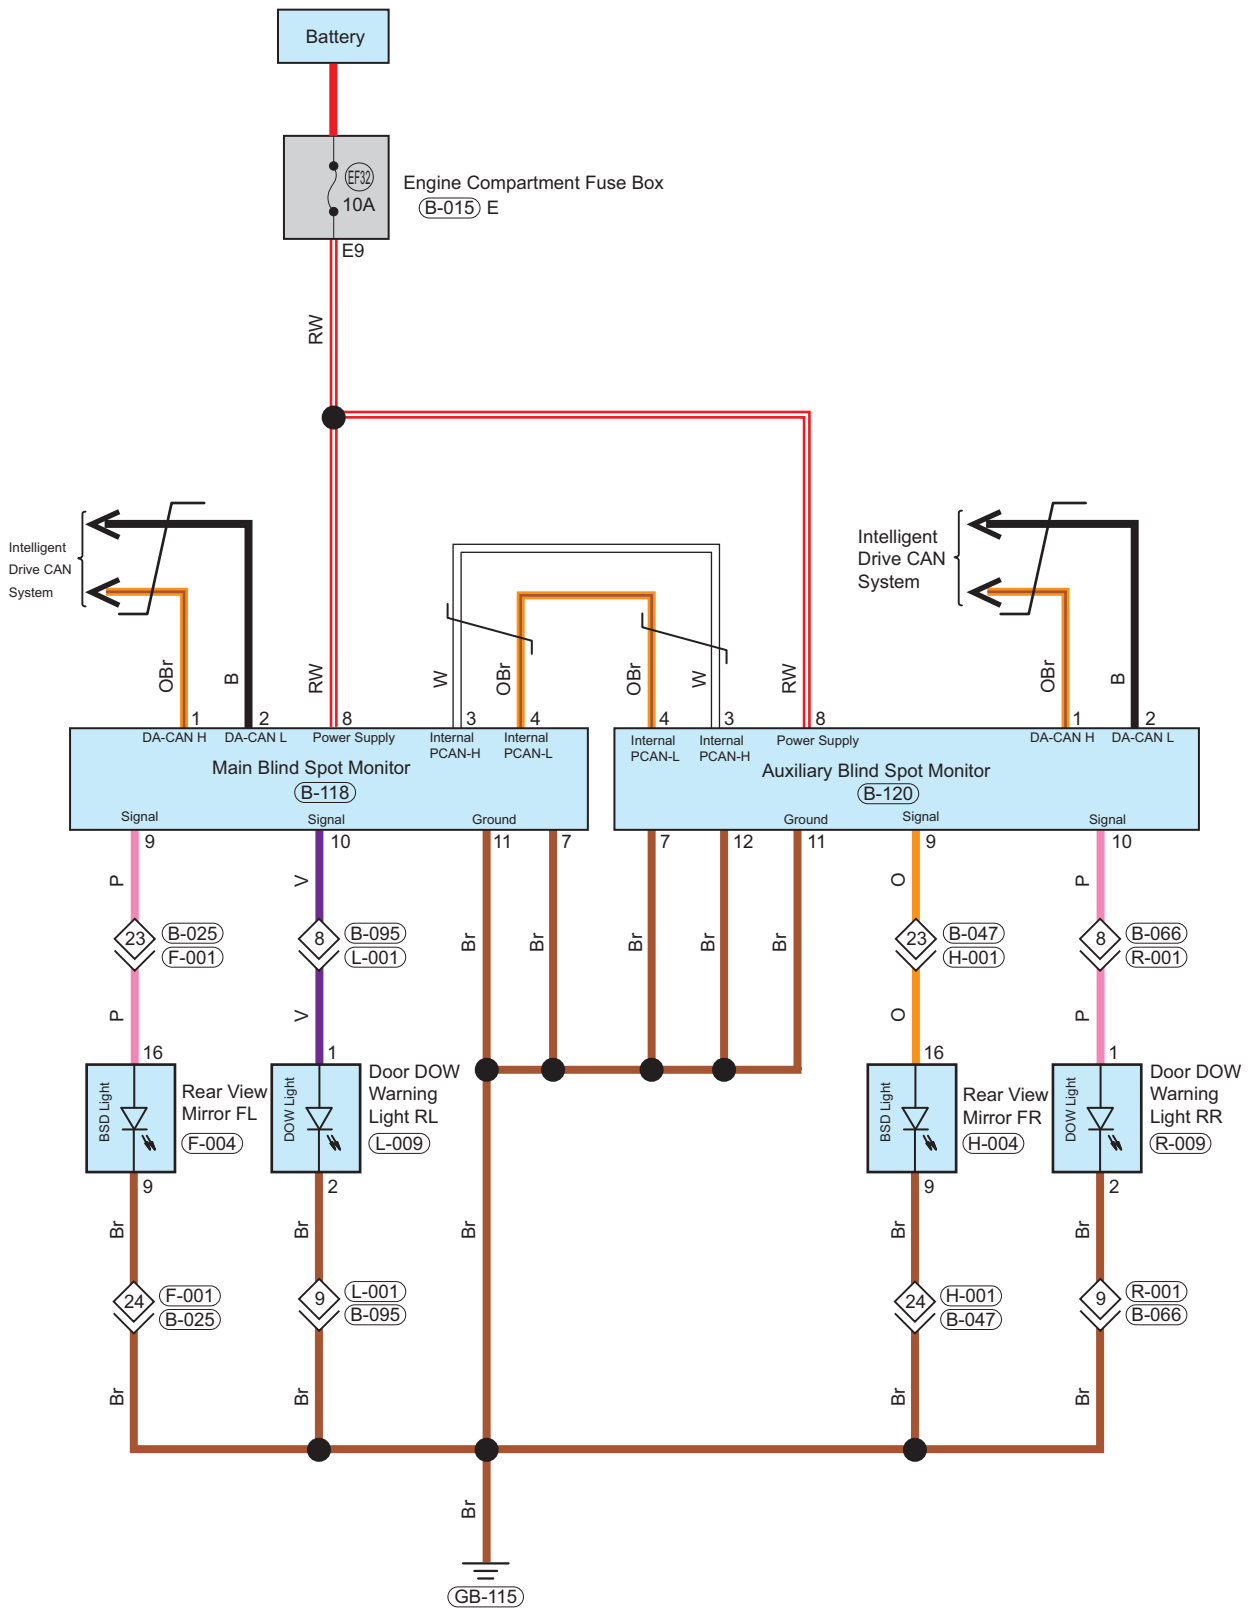 Battery
EF32
10A
Engine Compartment Fuse Box
B-015 E
E9
RW
Intelligent
Drive CAN
System
Intelligent
Drive CAN
System
OBr
B
RW
W
OBr
OBr
W
RW
OBr
B
1
2
8
3
4
4
3
8
1
2
DA-CAN H
DA-CAN L
Power Supply
Internal
PCAN-H
Internal
PCAN-L
Internal
PCAN-L
Internal
PCAN-H
Power Supply
DA-CAN H
DA-CAN L
Main Blind Spot Monitor
B-118
Auxiliary Blind Spot Monitor
B-120
Signal
Signal
Ground
Ground
Signal
Signal
9
10
11
7
7
12
11
9
10
P
V
O
P
23
B-025
F-001
8
B-095
L-001
Br
Br
Br
Br
Br
23
B-047
H-001
8
B-066
R-001
P
V
O
P
16
1
16
1
BSD Light
Rear View
Mirror FL
F-004
DOW Light
Door DOW
Warning
Light RL
L-009
BSD Light
Rear View
Mirror FR
H-004
DOW Light
Door DOW
Warning
Light RR
R-009
9
2
9
2
Br
Br
Br
Br
Br
24
F-001
B-025
9
L-001
B-095
24
H-001
B-047
9
R-001
B-066
Br
Br
Br
Br
Br
GB-115